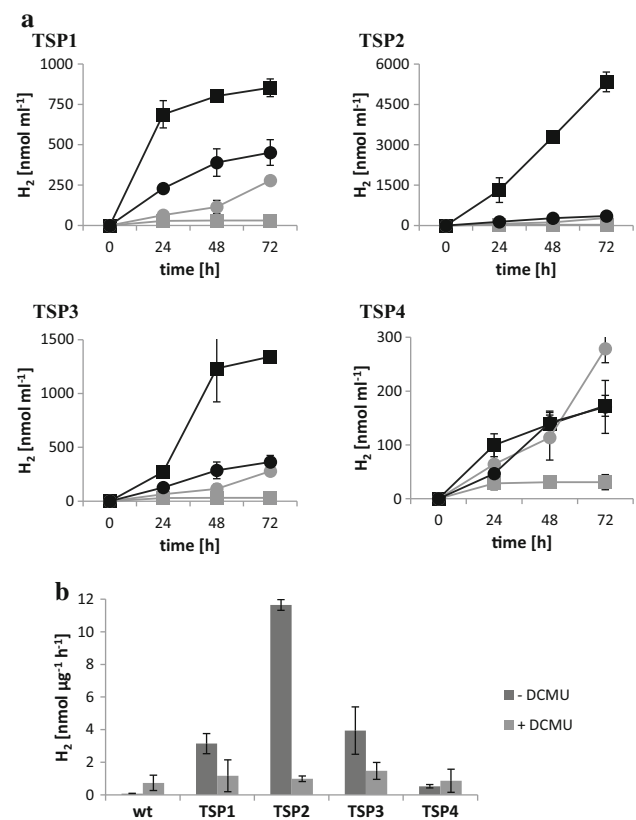 a
TSP1
TSP2
H2 [nmol ml-1]
1000
750
500
250
0
0 24 48 72
time [h]
H2 [nmol ml-1]
6000
4500
3000
1500
0
0 24 48 72
time [h]
TSP3
TSP4
H2 [nmol ml-1]
1500
1000
500
0
0 24 48 72
time [h]
H2 [nmol ml-1]
300
200
100
0
0 24 48 72
time [h]
b
H2 [nmol µg-1 h-1]
12
10
8
6
4
2
0
wt TSP1 TSP2 TSP3 TSP4
- DCMU
+ DCMU